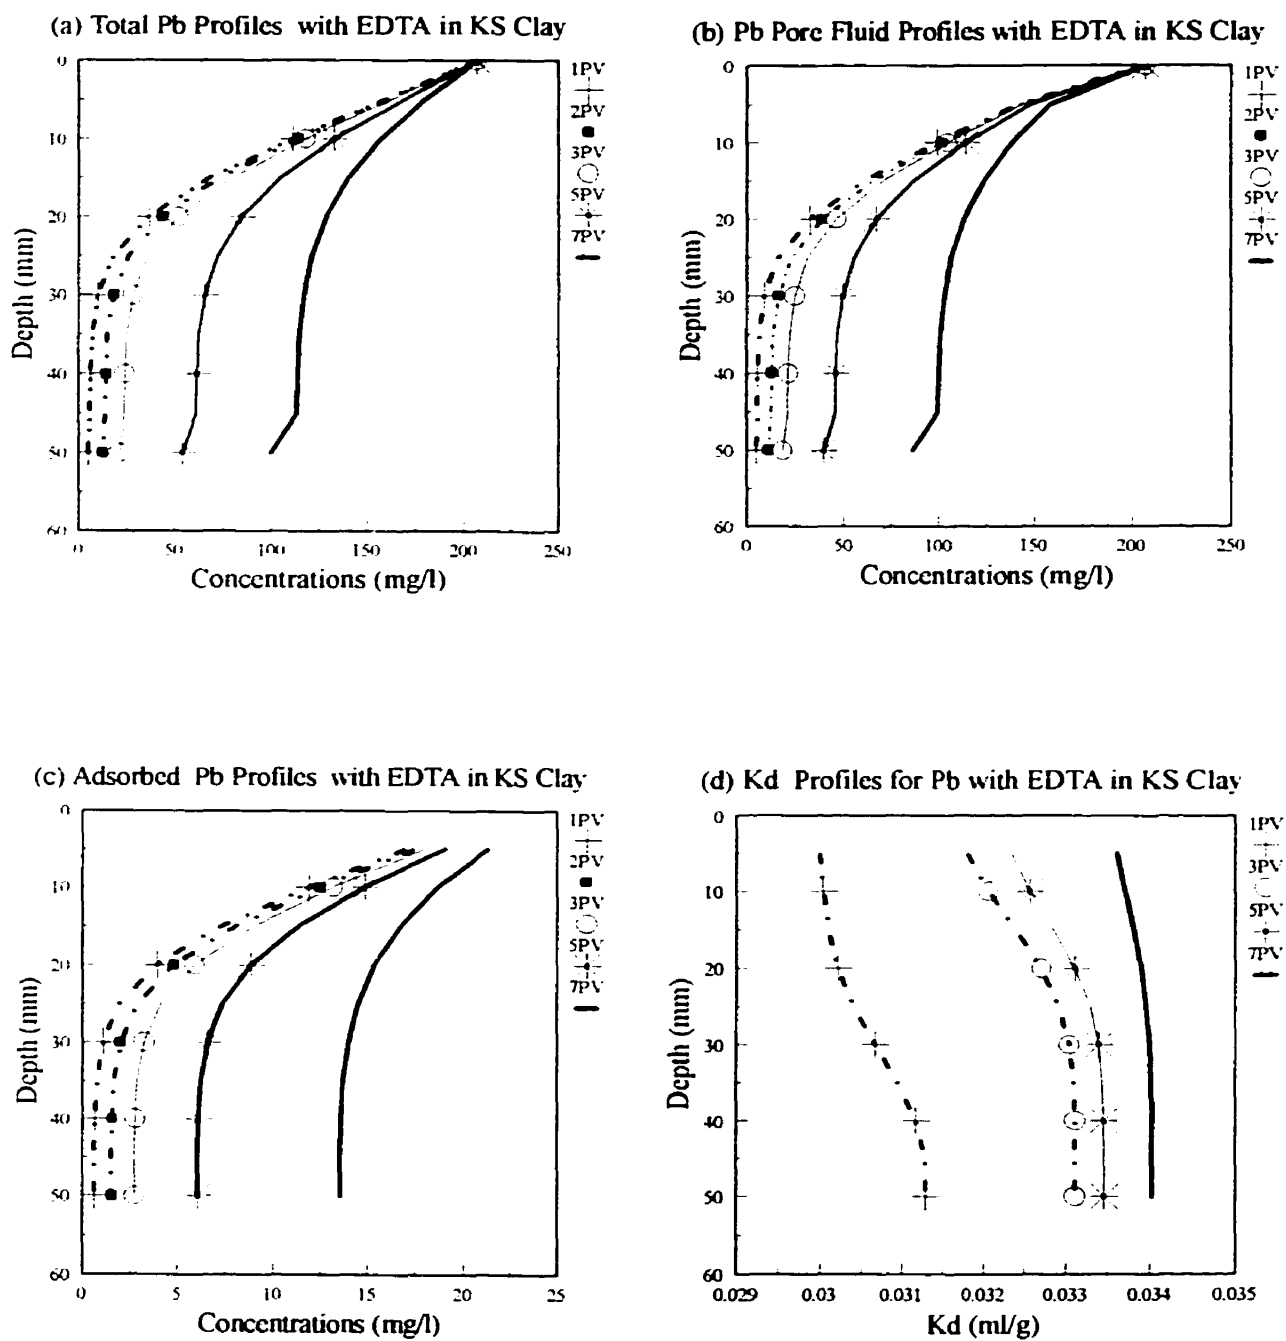 (a) Total Pb Profiles with EDTA in KS Clay
0
10
20
30
40
50
60
Depth (mm)
0 50 100 150 200 250
Concentrations (mg/l)
1PV
2PV
3PV
5PV
7PV
(b) Pb Pore Fluid Profiles with EDTA in KS Clay
0
10
20
30
40
50
60
Depth (mm)
0 50 100 150 200 250
Concentrations (mg/l)
1PV
2PV
3PV
5PV
7PV
(c) Adsorbed Pb Profiles with EDTA in KS Clay
0
10
20
30
40
50
60
Depth (mm)
0 5 10 15 20 25
Concentrations (mg/l)
1PV
2PV
3PV
5PV
7PV
(d) Kd Profiles for Pb with EDTA in KS Clay
0
10
20
30
40
50
60
Depth (mm)
0.029 0.03 0.031 0.032 0.033 0.034 0.035
Kd (ml/g)
1PV
3PV
5PV
7PV